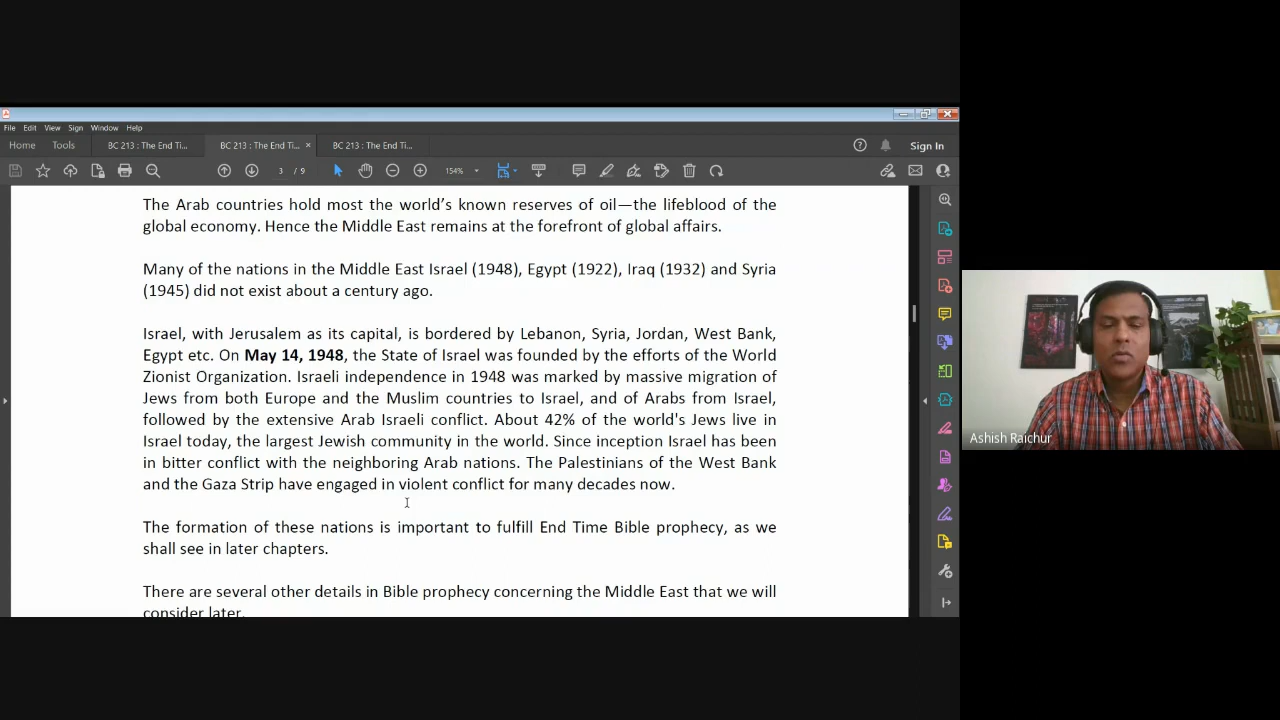 File Edit View Sign Window Help
Home Tools BC 213 : The End Ti... BC 213 : The End Ti... × BC 213 : The End Ti... Sign In
3 / 9 154%
The Arab countries hold most the world's known reserves of oil—the lifeblood of the
global economy. Hence the Middle East remains at the forefront of global affairs.
Many of the nations in the Middle East Israel (1948), Egypt (1922), Iraq (1932) and Syria
(1945) did not exist about a century ago.
Israel, with Jerusalem as its capital, is bordered by Lebanon, Syria, Jordan, West Bank,
Egypt etc. On May 14, 1948, the State of Israel was founded by the efforts of the World
Zionist Organization. Israeli independence in 1948 was marked by massive migration of
Jews from both Europe and the Muslim countries to Israel, and of Arabs from Israel,
followed by the extensive Arab Israeli conflict. About 42% of the world's Jews live in
Israel today, the largest Jewish community in the world. Since inception Israel has been
in bitter conflict with the neighboring Arab nations. The Palestinians of the West Bank
and the Gaza Strip have engaged in violent conflict for many decades now.
The formation of these nations is important to fulfill End Time Bible prophecy, as we
shall see in later chapters.
There are several other details in Bible prophecy concerning the Middle East that we will
consider later.
Ashish Raichur